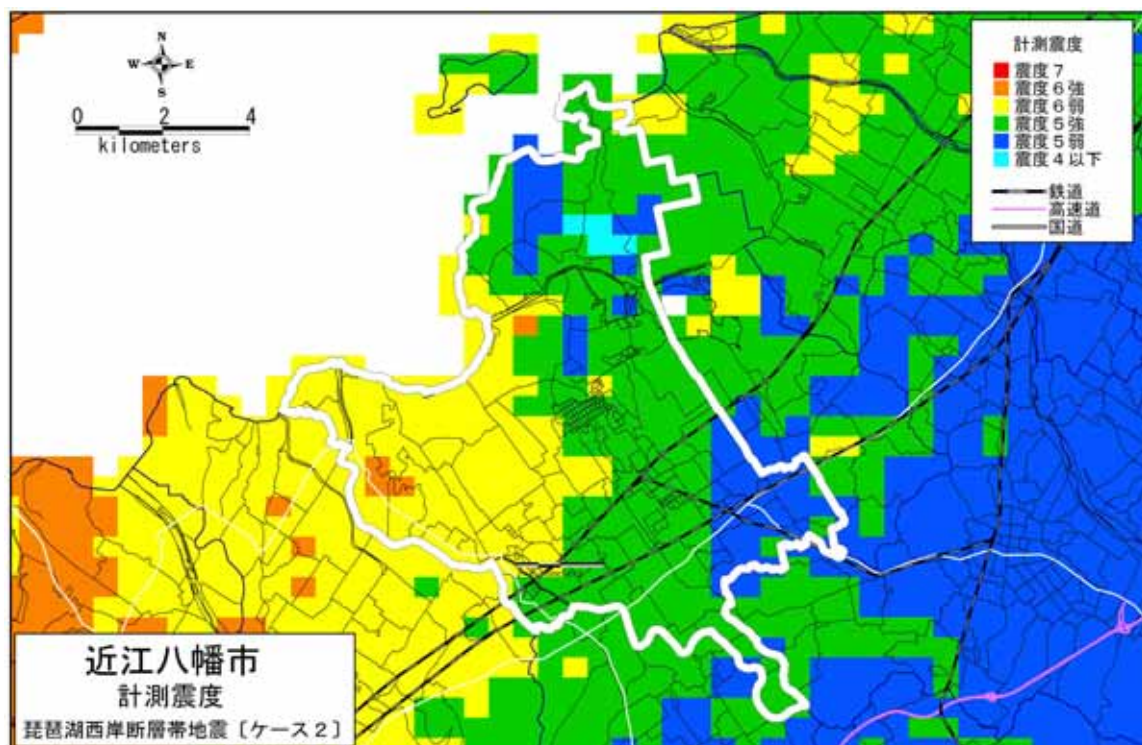 N
W E
S
0 2 4
kilometers
計測震度
震度７
震度６強
震度６弱
震度５強
震度５弱
震度４以下
鉄道
高速道
国道
近江八幡市
計測震度
琵琶湖西岸断層帯地震〔ケース２〕